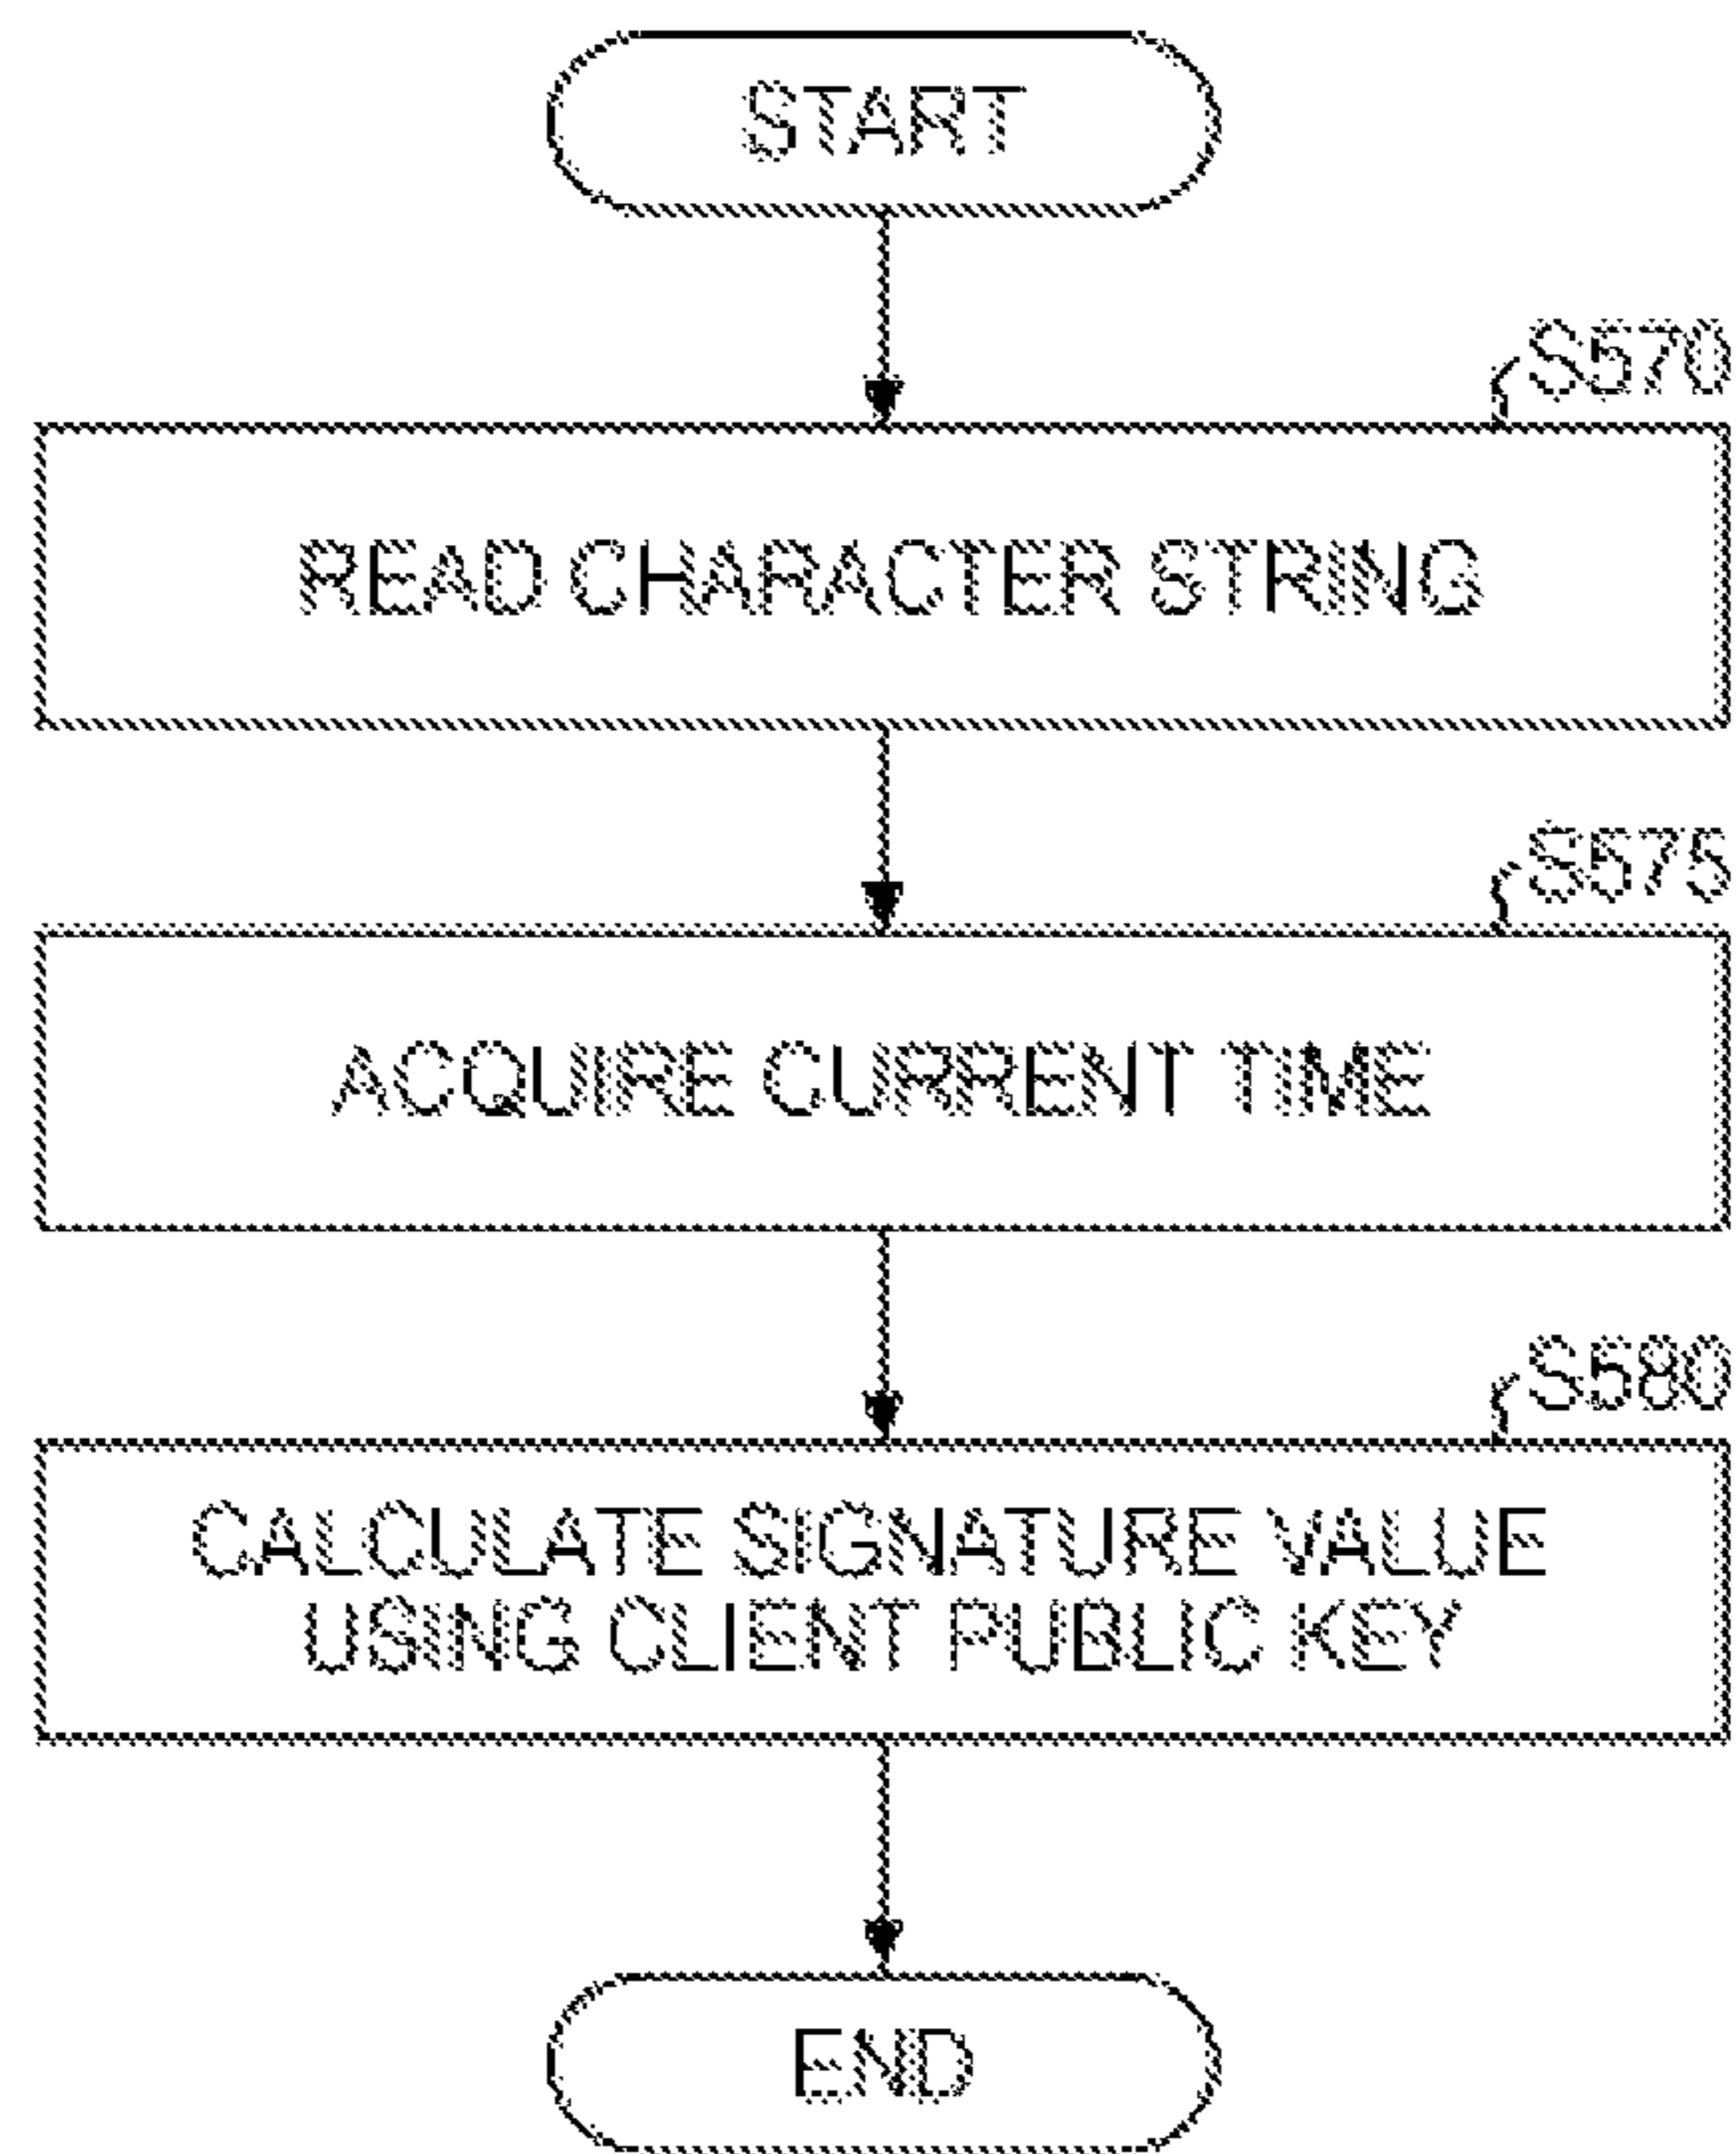 START
S570
READ CHARACTER STRING
S575
ACQUIRE CURRENT TIME
S580
CALCULATE SIGNATURE VALUE
USING CLIENT PUBLIC KEY
END